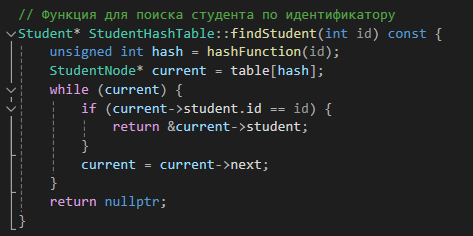 // Функция для поиска студента по идентификатору
Student* StudentHashTable::findStudent(int id) const {
    unsigned int hash = hashFunction(id);
    StudentNode* current = table[hash];
    while (current) {
        if (current->student.id == id) {
            return &current->student;
        }
        current = current->next;
    }
    return nullptr;
}